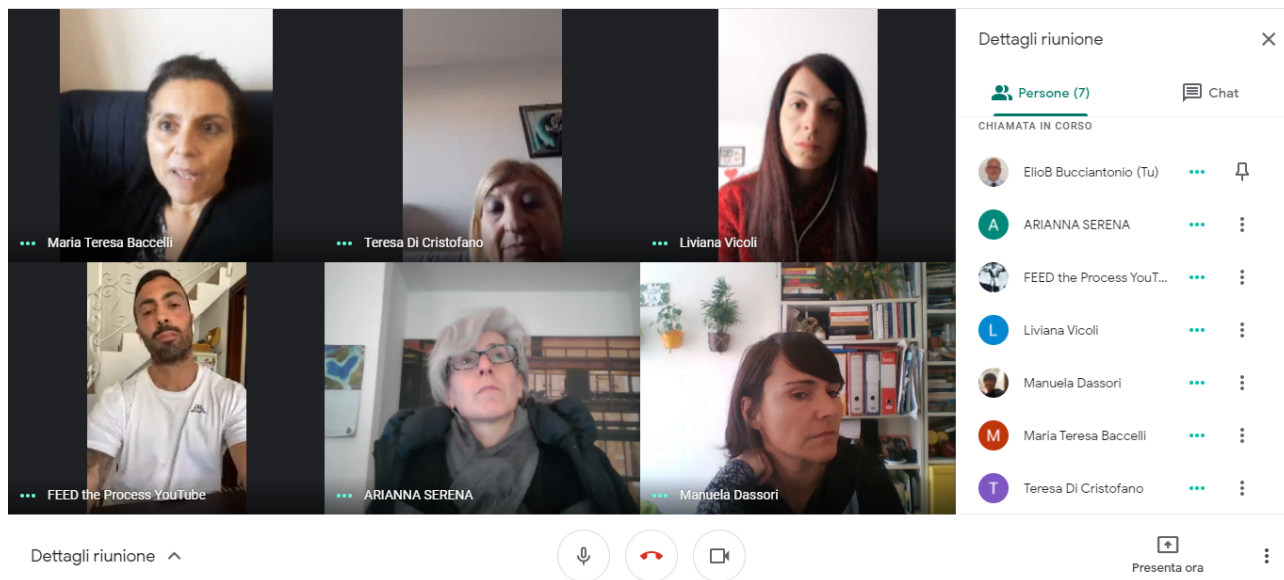 Maria Teresa Baccelli
Teresa Di Cristofano
Liviana Vicoli
FEED the Process YouTube
ARIANNA SERENA
Manuela Dassori
Dettagli riunione
Persone (7)
Chat
CHIAMATA IN CORSO
ElioB Bucciantonio (Tu)
A
ARIANNA SERENA
FEED the Process YouT...
L
Liviana Vicoli
Manuela Dassori
M
Maria Teresa Baccelli
T
Teresa Di Cristofano
Dettagli riunione
Presenta ora